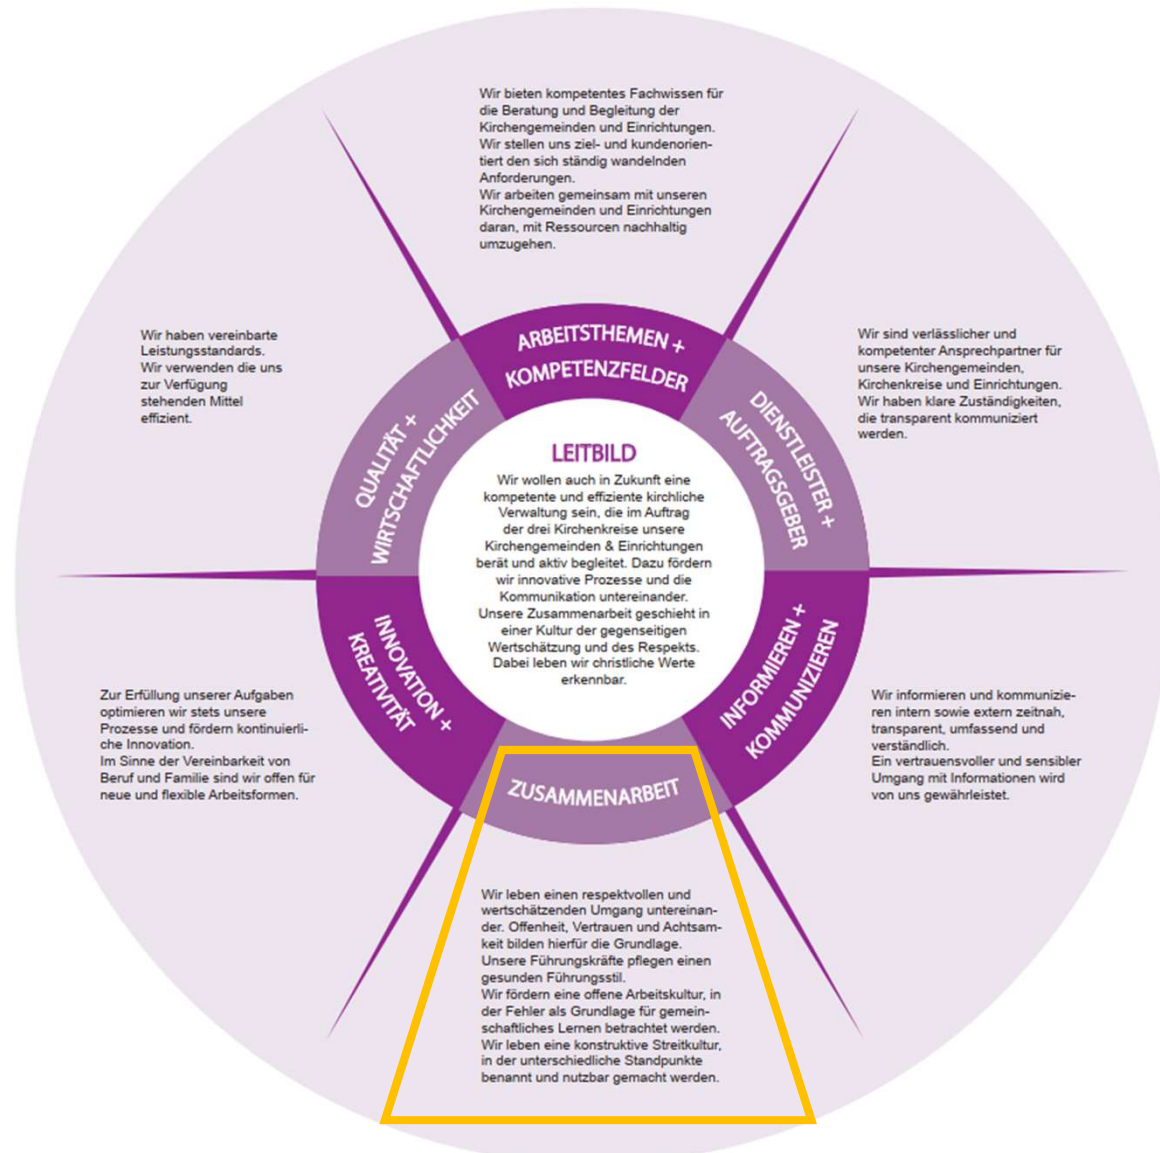 Wir bieten kompetentes Fachwissen für
die Beratung und Begleitung der
Kirchengemeinden und Einrichtungen.
Wir stellen uns ziel- und kundenorien-
tiert den sich ständig wandelnden
Anforderungen.
Wir arbeiten gemeinsam mit unseren
Kirchengemeinden und Einrichtungen
daran, mit Ressourcen nachhaltig
umzugehen.
ARBEITSTHEMEN +
KOMPETENZFELDER
Wir haben vereinbarte
Leistungsstandards.
Wir verwenden die uns
zur Verfügung
stehenden Mittel
effizient.
QUALITÄT +
WIRTSCHAFTLICHKEIT
DIENSTLEISTER +
AUFTRAGSGEBER
Wir sind verlässlicher und
kompetenter Ansprechpartner für
unsere Kirchengemeinden,
Kirchenkreise und Einrichtungen.
Wir haben klare Zuständigkeiten,
die transparent kommuniziert
werden.
LEITBILD
Wir wollen auch in Zukunft eine
kompetente und effiziente kirchliche
Verwaltung sein, die im Auftrag
der drei Kirchenkreise unsere
Kirchengemeinden & Einrichtungen
berät und aktiv begleitet. Dazu fördern
wir innovative Prozesse und die
Kommunikation untereinander.
Unsere Zusammenarbeit geschieht in
einer Kultur der gegenseitigen
Wertschätzung und des Respekts.
Dabei leben wir christliche Werte
erkennbar.
INNOVATION +
KREATIVITÄT
Zur Erfüllung unserer Aufgaben
optimieren wir stets unsere
Prozesse und fördern kontinuierli-
che Innovation.
Im Sinne der Vereinbarkeit von
Beruf und Familie sind wir offen für
neue und flexible Arbeitsformen.
INFORMIEREN +
KOMMUNIZIEREN
Wir informieren und kommunizie-
ren intern sowie extern zeitnah,
transparent, umfassend und
verständlich.
Ein vertrauensvoller und sensibler
Umgang mit Informationen wird
von uns gewährleistet.
ZUSAMMENARBEIT
Wir leben einen respektvollen und
wertschätzenden Umgang untereinan-
der. Offenheit, Vertrauen und Achtsam-
keit bilden hierfür die Grundlage.
Unsere Führungskräfte pflegen einen
gesunden Führungsstil.
Wir fördern eine offene Arbeitskultur, in
der Fehler als Grundlage für gemein-
schaftliches Lernen betrachtet werden.
Wir leben eine konstruktive Streitkultur,
in der unterschiedliche Standpunkte
benannt und nutzbar gemacht werden.